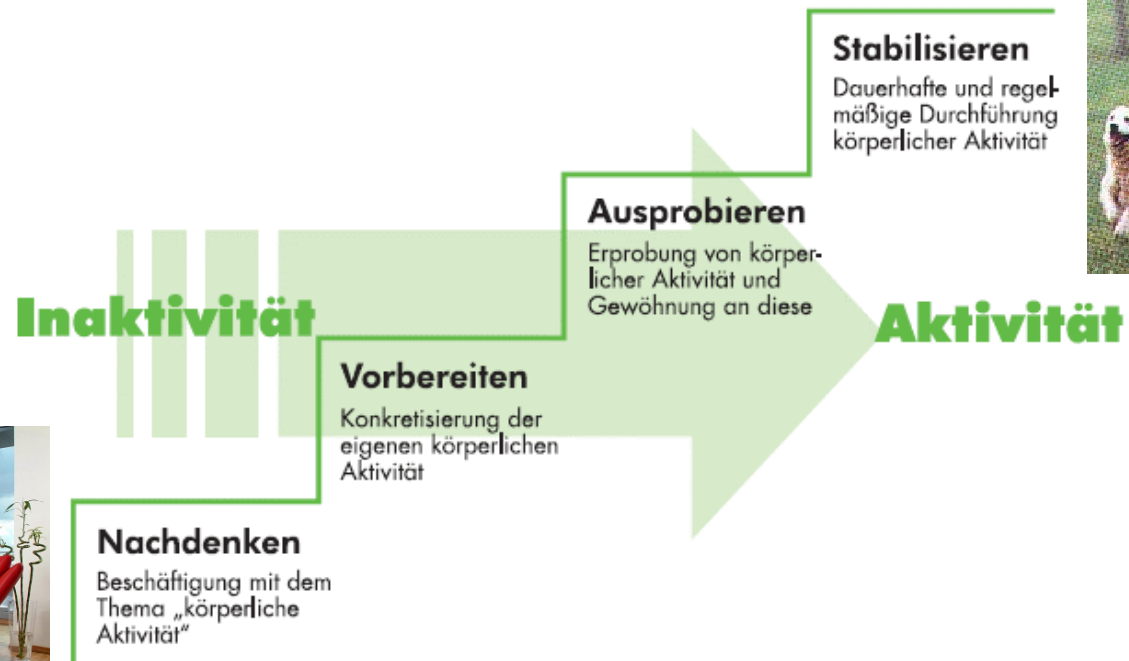 Stabilisieren
Dauerhafte und regel-
mäßige Durchführung
körperlicher Aktivität
Ausprobieren
Erprobung von körper-
licher Aktivität und
Gewöhnung an diese
Inaktivität
Aktivität
Vorbereiten
Konkretisierung der
eigenen körperlichen
Aktivität
Nachdenken
Beschäftigung mit dem
Thema „körperliche
Aktivität“